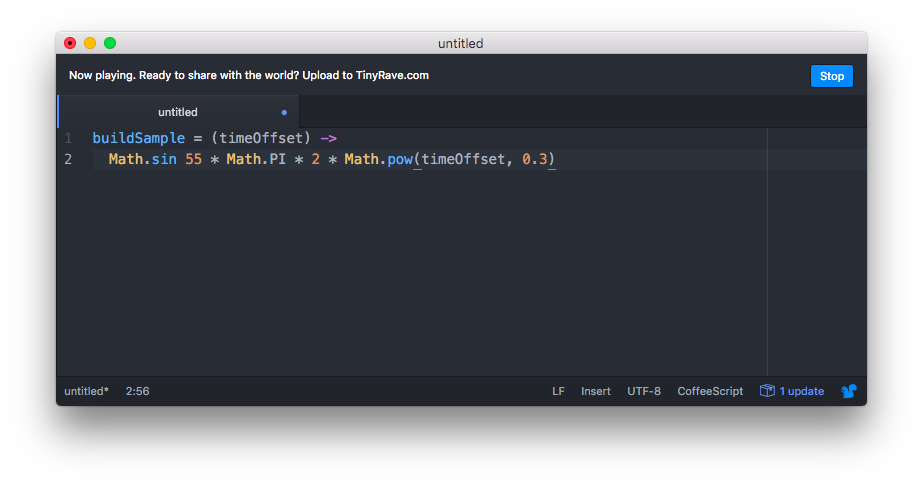 untitled
Now playing. Ready to share with the world? Upload to TinyRave.com
Stop
untitled
1 buildSample = (timeOffset) ->
2 Math.sin 55 * Math.PI * 2 * Math.pow(timeOffset, 0.3)
untitled* 2:56 LF Insert UTF-8 CoffeeScript 1 update